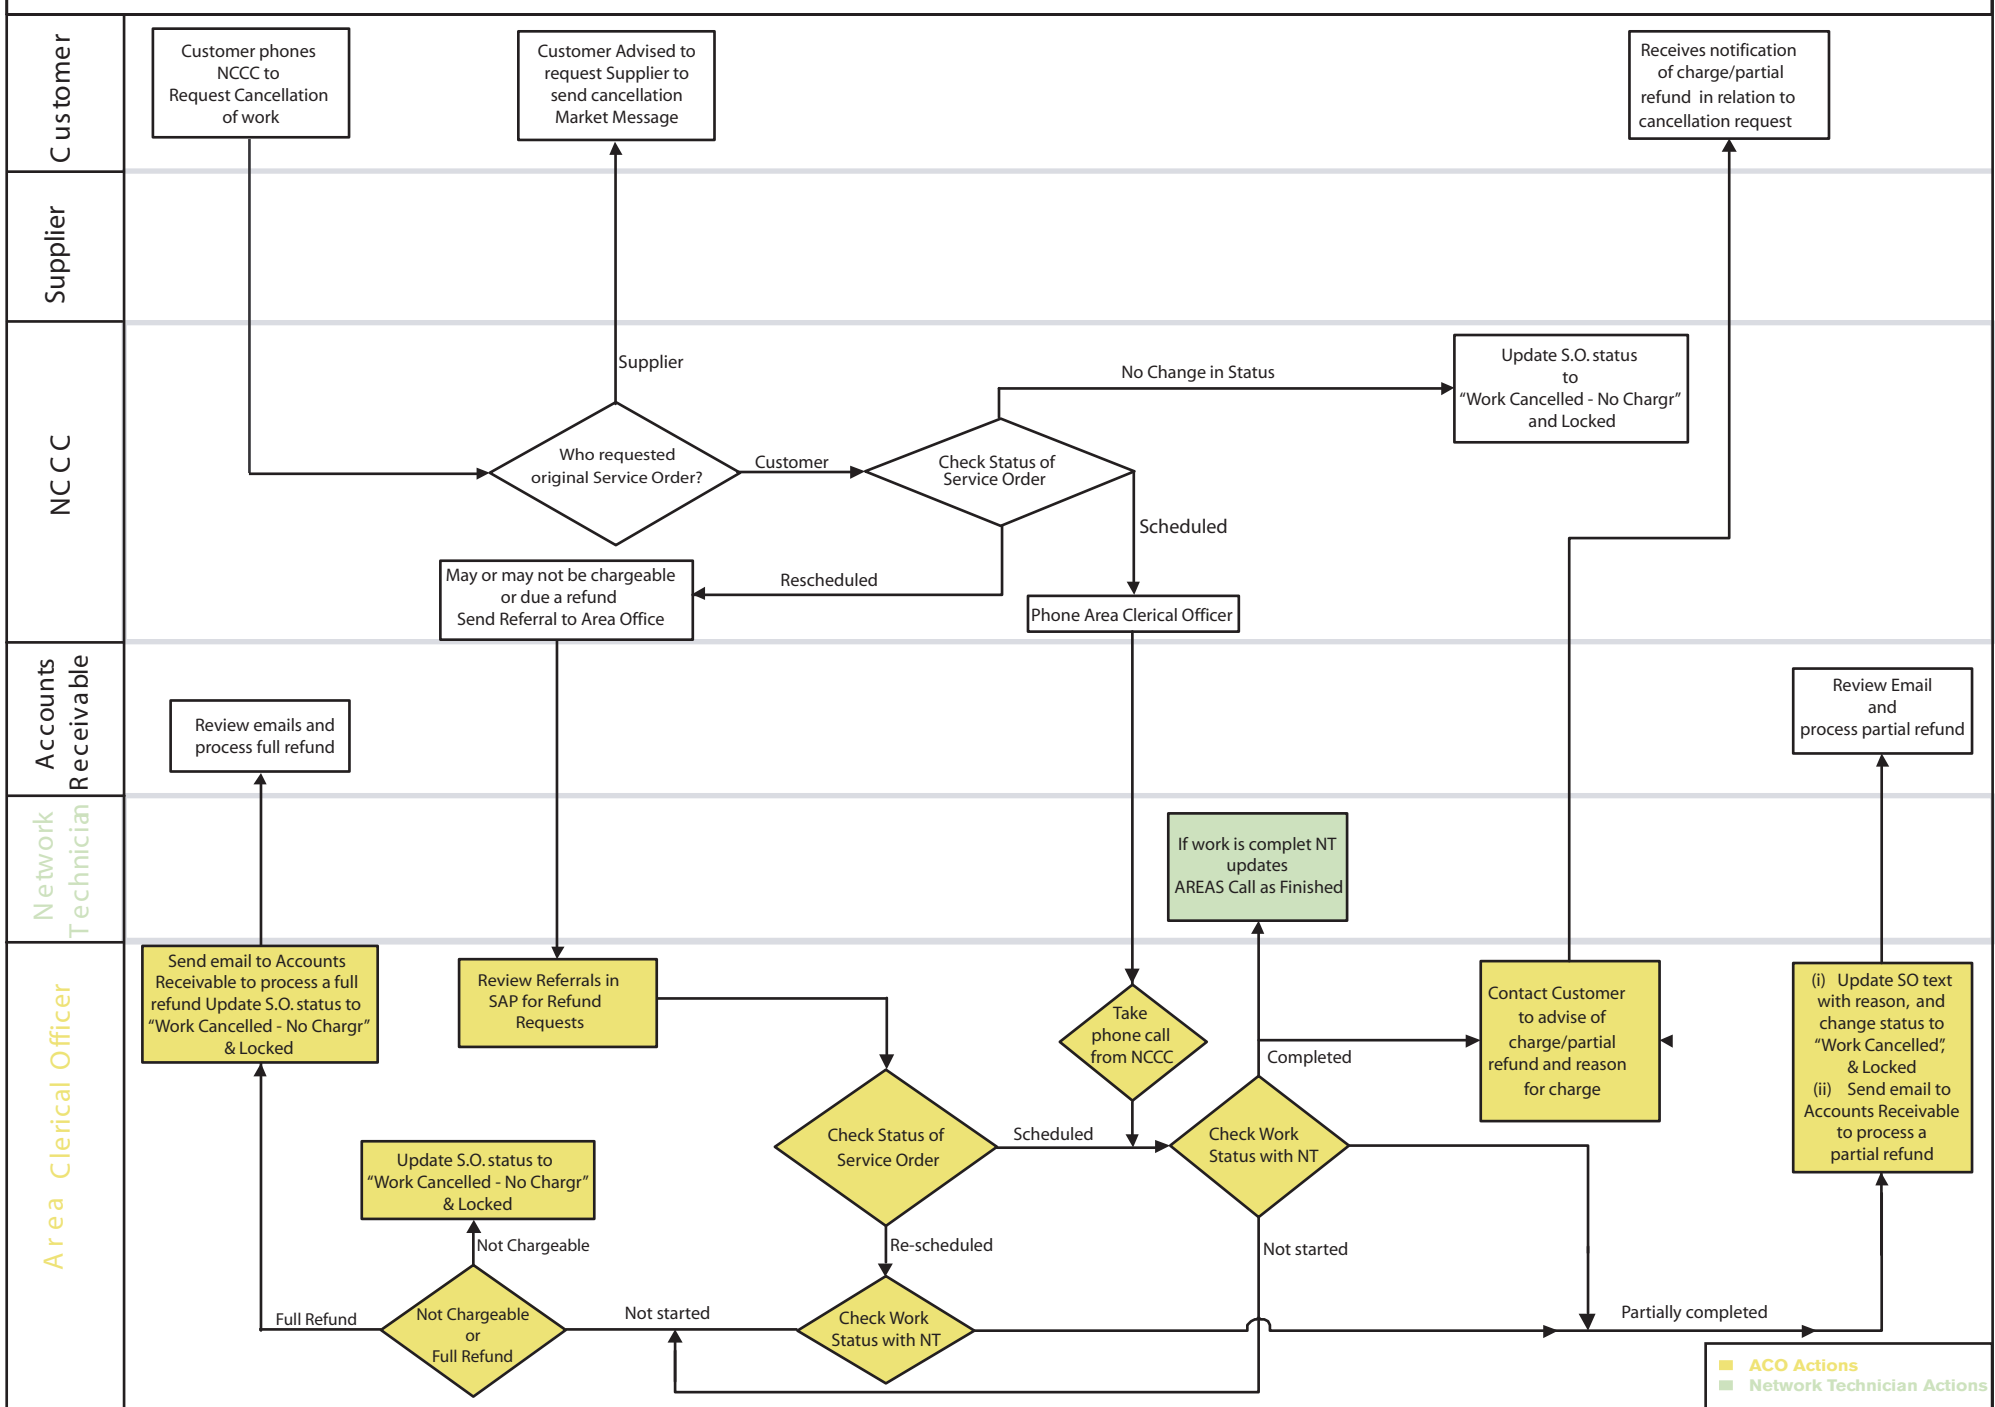 Customer
Customer phones
NCCC to
Request Cancellation
of work
Customer Advised to
request Supplier to
send cancellation
Market Message
Receives notification
of charge/partial
refund in relation to
cancellation request
Supplier
NCCC
Supplier
Who requested
original Service Order?
Customer
Check Status of
Service Order
No Change in Status
Update S.O. status
to
“Work Cancelled - No Chargr”
and Locked
Scheduled
Rescheduled
May or may not be chargeable
or due a refund
Send Referral to Area Office
Phone Area Clerical Officer
Accounts
Receivable
Review emails and
process full refund
Review Email
and
process partial refund
Network
Technician
If work is complet NT
updates
AREAS Call as Finished
Area Clerical Officer
Send email to Accounts
Receivable to process a full
refund Update S.O. status to
“Work Cancelled - No Chargr”
& Locked
Review Referrals in
SAP for Refund
Requests
Take
phone call
from NCCC
Completed
Contact Customer
to advise of
charge/partial
refund and reason
for charge
(i) Update SO text
with reason, and
change status to
“Work Cancelled”,
& Locked
(ii) Send email to
Accounts Receivable
to process a
partial refund
Check Status of
Service Order
Scheduled
Check Work
Status with NT
Update S.O. status to
“Work Cancelled - No Chargr”
& Locked
Not Chargeable
Re-scheduled
Not started
Full Refund
Not Chargeable
or
Full Refund
Not started
Check Work
Status with NT
Partially completed
ACO Actions
Network Technician Actions